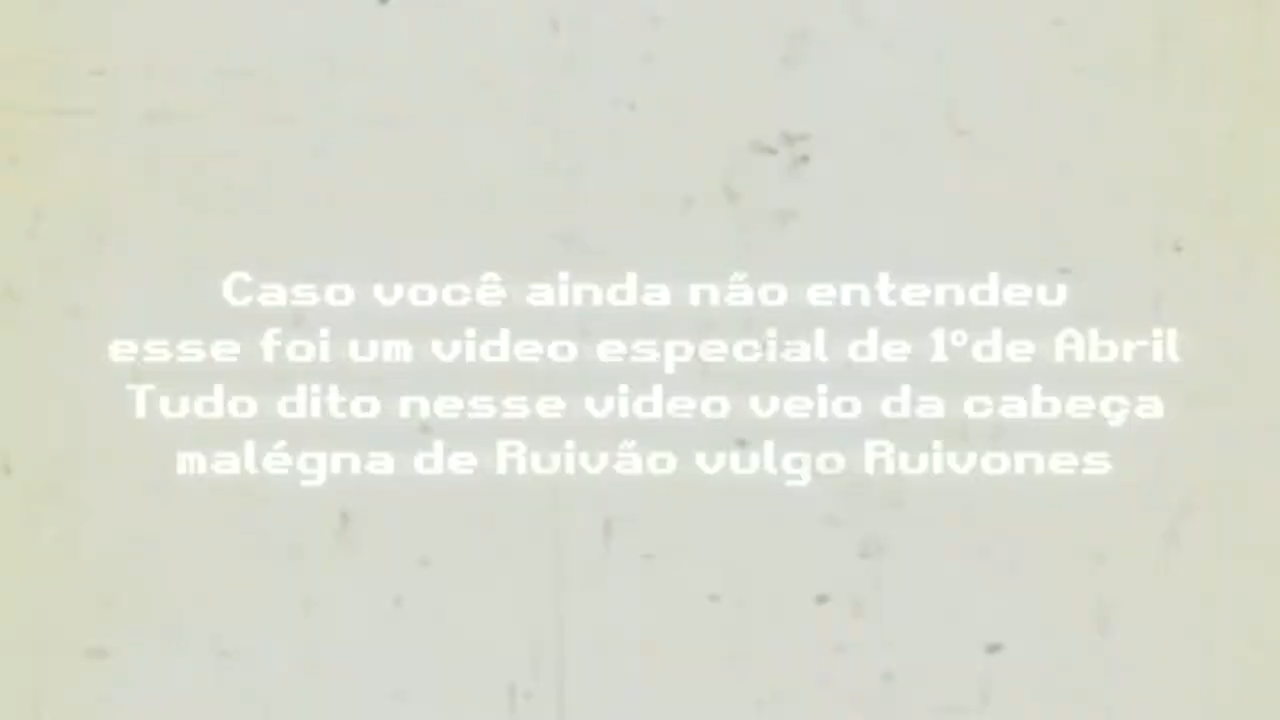 Caso você ainda não entendeu
esse foi um video especial de 1ºde Abril
Tudo dito nesse video veio da cabeça
malégna de Ruivão vulgo Ruivones